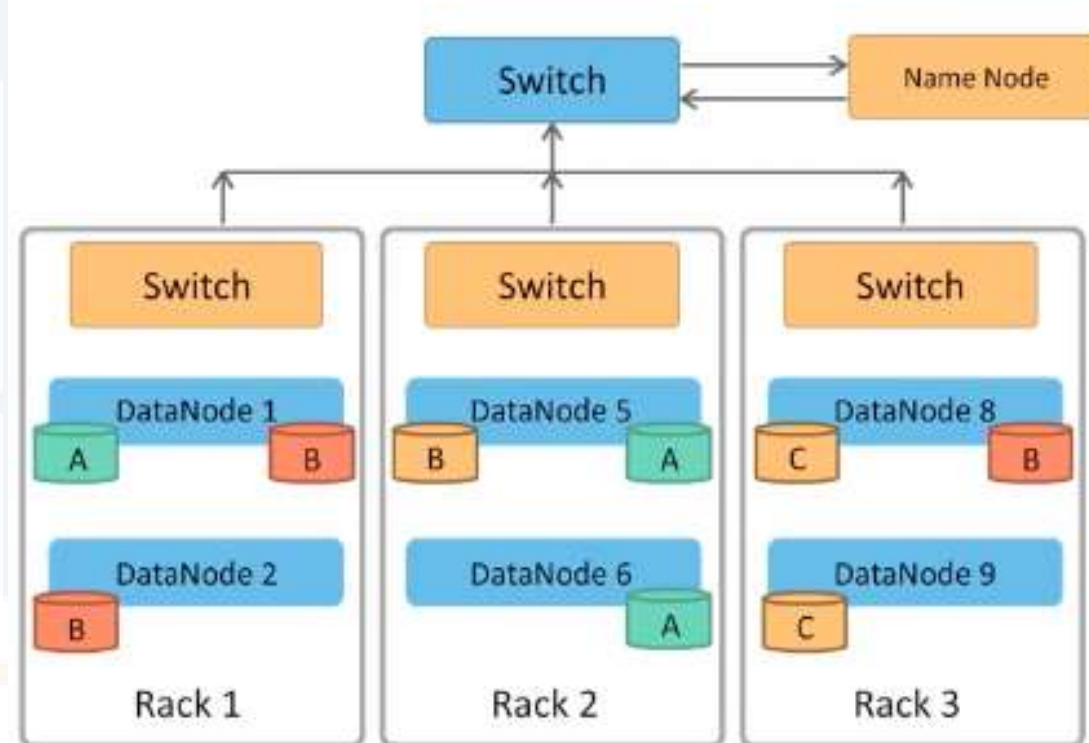 Switch
Name Node
Switch
Switch
Switch
DataNode 1
DataNode 5
DataNode 8
A
B
B
A
C
B
DataNode 2
DataNode 6
DataNode 9
B
A
C
Rack 1
Rack 2
Rack 3